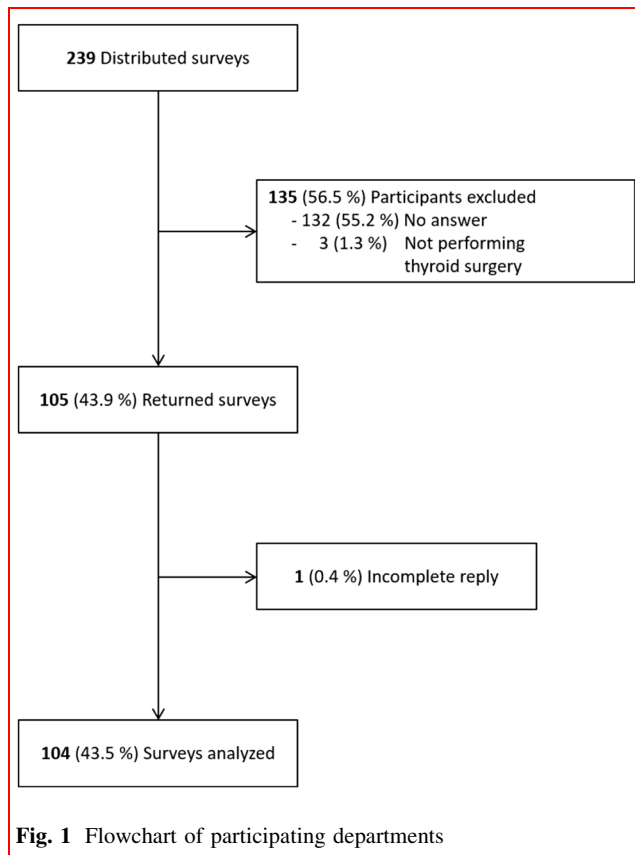 239 Distributed surveys
135 (56.5 %) Participants excluded
- 132 (55.2 %) No answer
- 3 (1.3 %) Not performing
thyroid surgery
105 (43.9 %) Returned surveys
1 (0.4 %) Incomplete reply
104 (43.5 %) Surveys analyzed
Fig. 1 Flowchart of participating departments